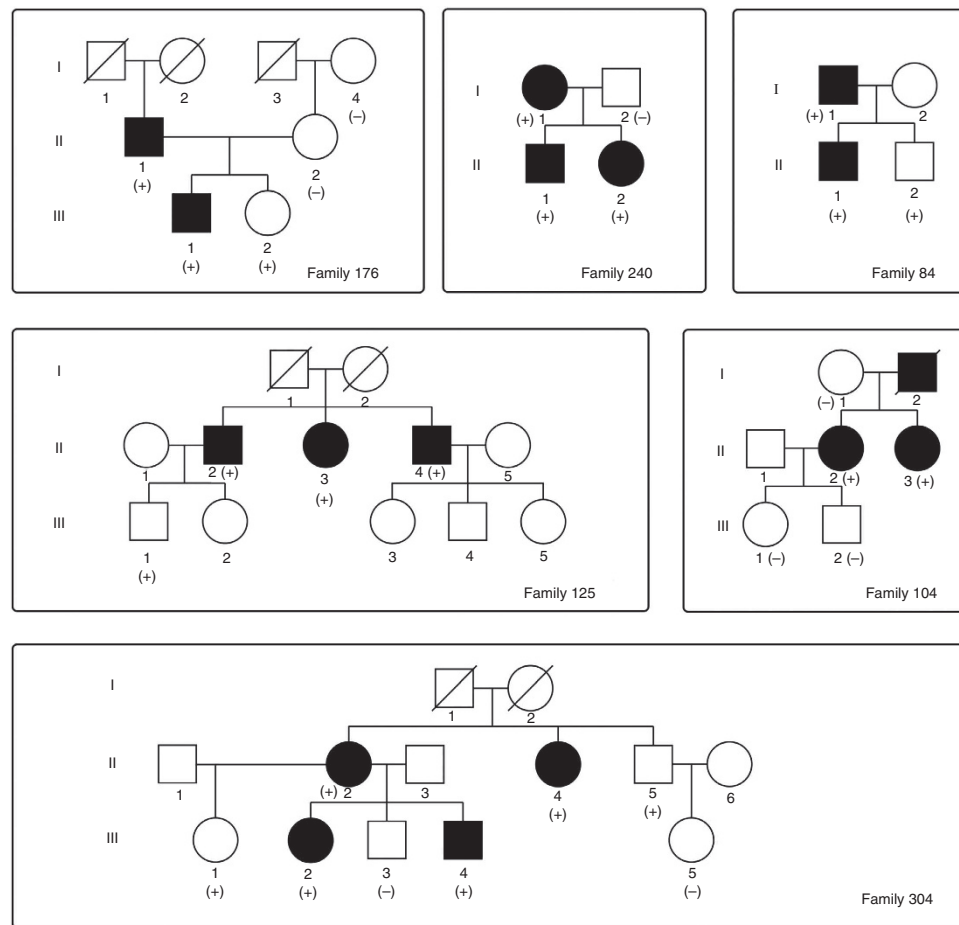 I
1 2 3 4
(–)
II
1
(+)
2
(–)
III
1 2
(+) (+)
Family 176
I
(+) 1 2 (–)
II
1 2
(+) (+)
Family 240
I
(+) 1 2
II
1 2
(+) (+)
Family 84
I
1 2
II
1 2 (+) 3 4 (+) 5
(+)
III
1 2 3 4 5
(+)
Family 125
I
(–) 1 2
II
1 2 (+) 3 (+)
III
1 (–) 2 (–)
Family 104
I
1 2
II
1 (+) 2 3 4 5 6
(+) (+)
III
1 2 3 4 5
(+) (+) (–) (+) (–)
Family 304